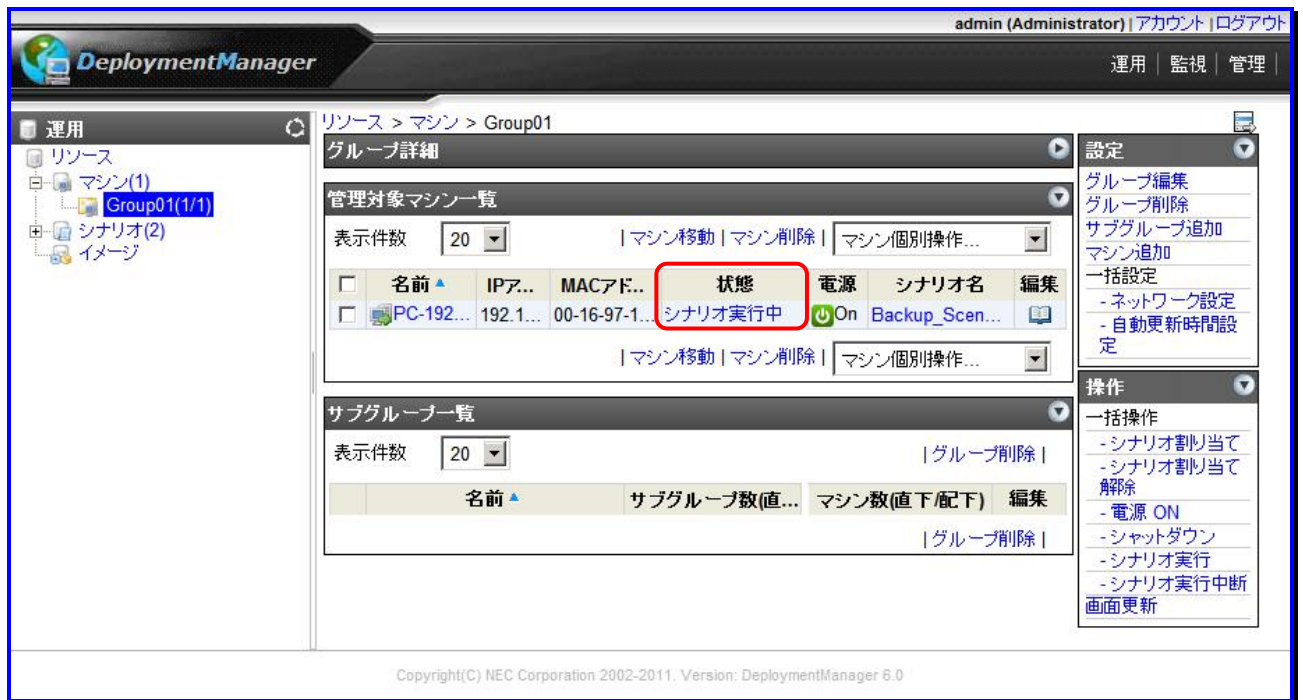 admin (Administrator) | アカウント | ログアウト
DeploymentManager
運用 | 監視 | 管理 |
運用
リソース
マシン(1)
Group01(1/1)
シナリオ(2)
イメージ
リソース > マシン > Group01
グループ詳細
管理対象マシン一覧
表示件数 20 | マシン移動 | マシン削除 | マシン個別操作...
名前 IPア... MACアド... 状態 電源 シナリオ名 編集
PC-192... 192.1... 00-16-97-1... シナリオ実行中 On Backup_Scen...
| マシン移動 | マシン削除 | マシン個別操作...
サブグループ一覧
表示件数 20 | グループ削除 |
名前 サブグループ数(直... マシン数(直下/配下) 編集
| グループ削除 |
設定
グループ編集
グループ削除
サブグループ追加
マシン追加
一括設定
- ネットワーク設定
- 自動更新時間設
定
操作
一括操作
- シナリオ割り当て
- シナリオ割り当て
解除
- 電源 ON
- シャットダウン
- シナリオ実行
- シナリオ実行中断
画面更新
Copyright(C) NEC Corporation 2002-2011. Version: DeploymentManager 6.0